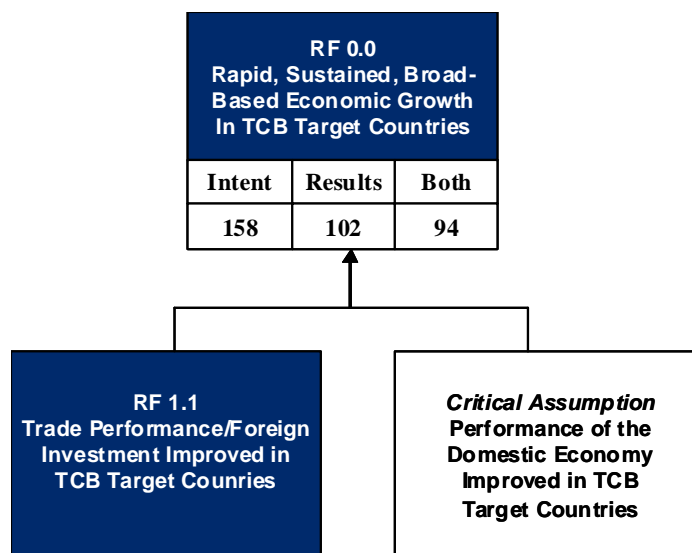 RF 0.0
Rapid, Sustained, Broad-
Based Economic Growth
In TCB Target Countries
Intent Results Both
158 102 94
RF 1.1
Trade Performance/Foreign
Investment Improved in
TCB Target Counries
Critical Assumption
Performance of the
Domestic Economy
Improved in TCB
Target Countries